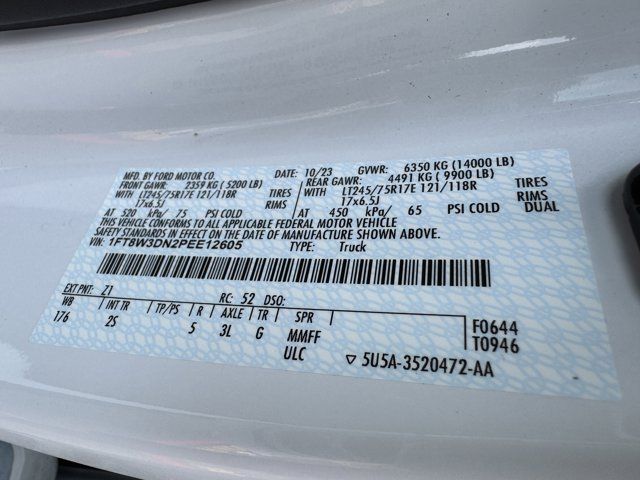 MFD. BY FORD MOTOR CO. DATE: 10/23 GVWR: 6350 KG (14000 LB)
FRONT GAWR: 2359 KG (5200 LB) REAR GAWR: 4491 KG (9900 LB)
WITH LT245/75R17E 121/118R TIRES WITH LT245/75R17E 121/118R TIRES
17x6.5J RIMS 17x6.5J RIMS
AT 520 kPa/ 75 PSI COLD AT 450 kPa/ 65 PSI COLD DUAL
THIS VEHICLE CONFORMS TO ALL APPLICABLE FEDERAL MOTOR VEHICLE
SAFETY STANDARDS IN EFFECT ON THE DATE OF MANUFACTURE SHOWN ABOVE.
VIN: 1FT8W3DN2PEE12605 TYPE: Truck
EXT PNT: Z1 RC: 52 DSO:
WB INT TR TP/PS R AXLE TR SPR F0644
176 2S 5 3L G MMFF T0946
ULC ▽ 5U5A-3520472-AA